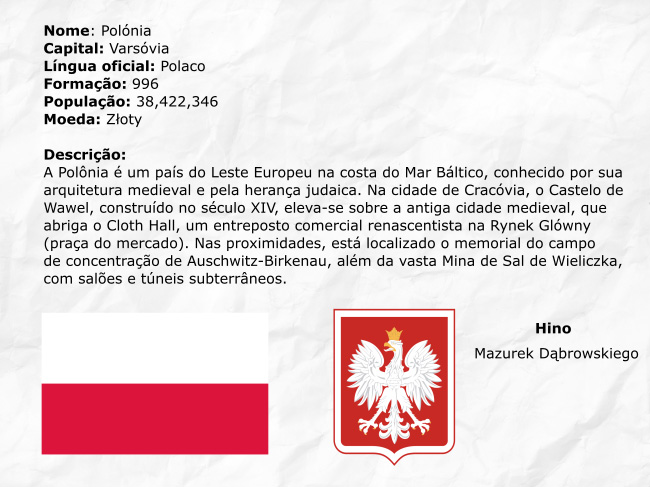 Nome: Polónia
Capital: Varsóvia
Língua oficial: Polaco
Formação: 996
População: 38,422,346
Moeda: Złoty
Descrição:
A Polônia é um país do Leste Europeu na costa do Mar Báltico, conhecido por sua
arquitetura medieval e pela herança judaica. Na cidade de Cracóvia, o Castelo de
Wawel, construído no século XIV, eleva-se sobre a antiga cidade medieval, que
abriga o Cloth Hall, um entreposto comercial renascentista na Rynek Glówny
(praça do mercado). Nas proximidades, está localizado o memorial do campo
de concentração de Auschwitz-Birkenau, além da vasta Mina de Sal de Wieliczka,
com salões e túneis subterrâneos.
Hino
Mazurek Dąbrowskiego